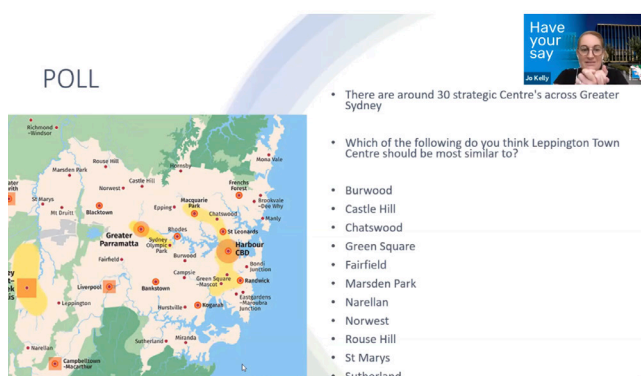 Have
your
say
Jo Kelly
POLL
• There are around 30 strategic Centre's across Greater
Sydney
• Which of the following do you think Leppington Town
Centre should be most similar to?
• Burwood
• Castle Hill
• Chatswood
• Green Square
• Fairfield
• Marsden Park
• Narellan
• Norwest
• Rouse Hill
• St Marys
• Sutherland
Richmond
-Windsor
Rouse Hill
Marsden Park
Hornsby
Mona Vale
Castle Hill
Norwest
Frenchs
Forest
St Marys
Mt Druitt
Blacktown
Epping
Macquarie
Park
Chatswood
Brookvale
-Dee Why
Manly
St Leonards
Greater
Parramatta
Rhodes
Sydney
Olympic
Park
Harbour
CBD
Fairfield
Burwood
Bondi
Junction
Campsie
Green Square
-Mascot
Randwick
Liverpool
Bankstown
Eastgardens
-Maroubra
Junction
Leppington
Hurstville
Kogarah
Sutherland
Miranda
Narellan
Campbelltown
-Macarthur